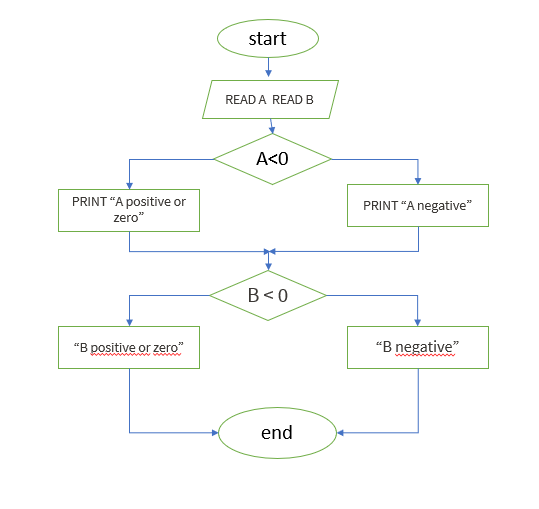 start
READ A  READ B
A<0
PRINT “A positive or
zero”
PRINT “A negative”
B < 0
“B positive or zero”
“B negative”
end